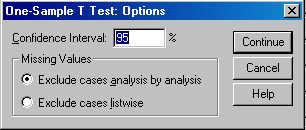 One-Sample T Test: Options
Confidence Interval: 95 %
Continue
Missing Values
Cancel
Exclude cases analysis by analysis
Exclude cases listwise
Help